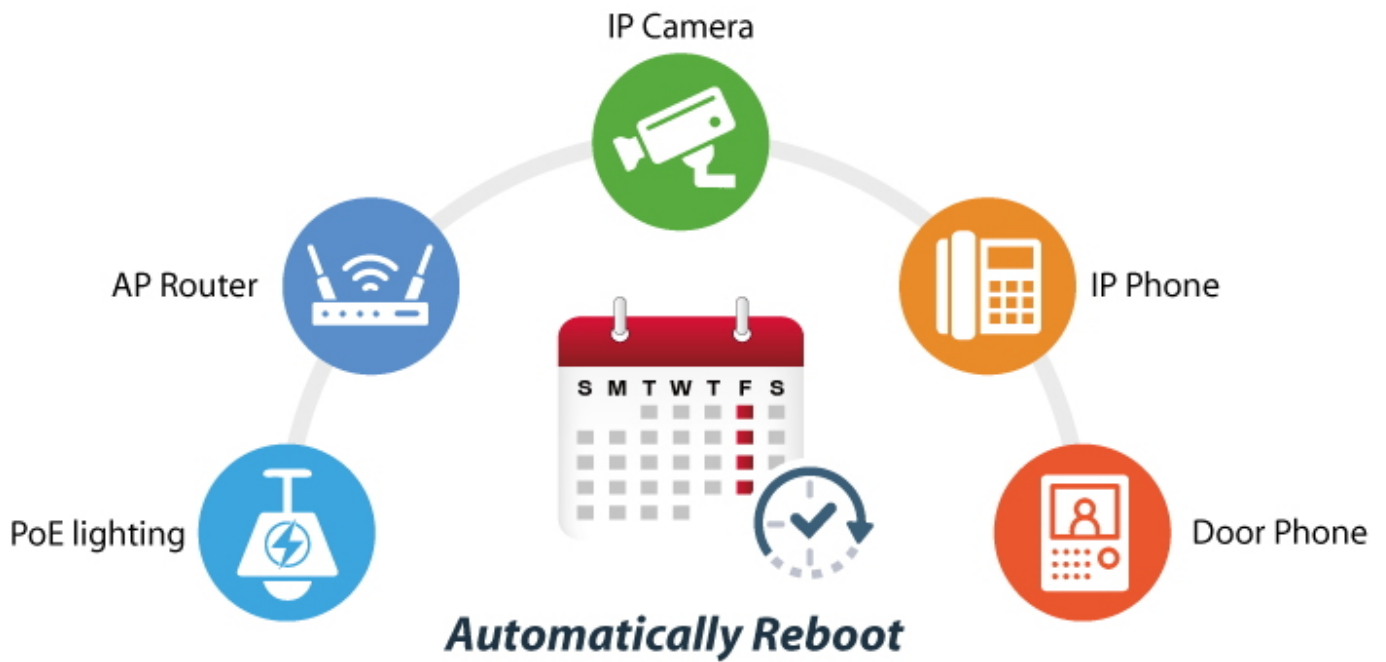 IP Camera
AP Router
IP Phone
S M T W T F S
PoE lighting
Door Phone
Automatically Reboot